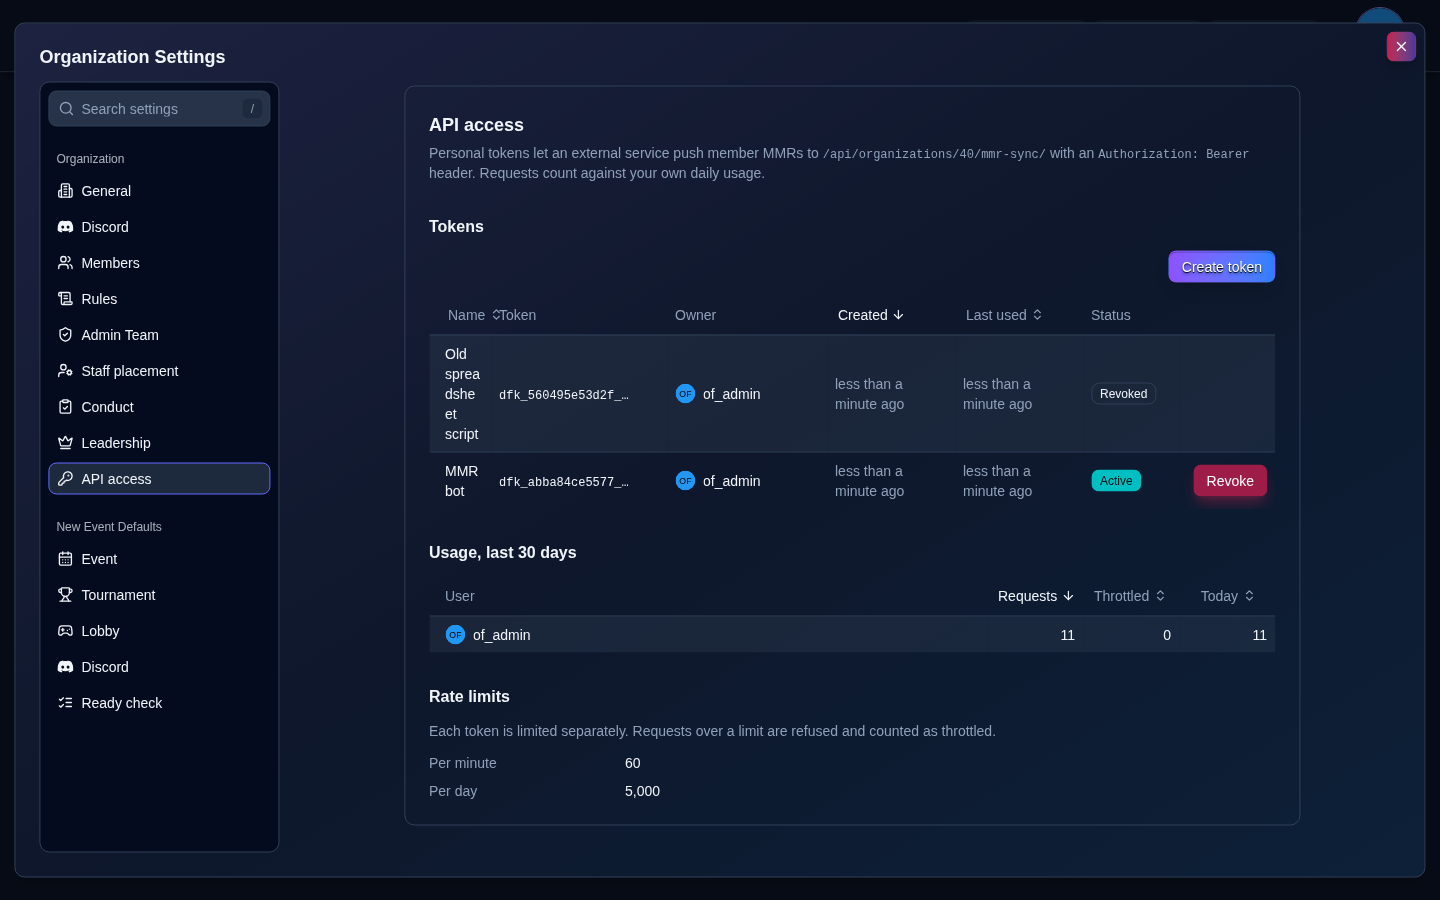 Organization Settings
Search settings /
Organization
General
Discord
Members
Rules
Admin Team
Staff placement
Conduct
Leadership
API access
New Event Defaults
Event
Tournament
Lobby
Discord
Ready check
API access
Personal tokens let an external service push member MMRs to /api/organizations/40/mmr-sync/ with an Authorization: Bearer
header. Requests count against your own daily usage.
Tokens
Create token
Name Token Owner Created Last used Status
Old
sprea
dshe
et
script
dfk_560495e53d2f_…
OF of_admin
less than a
minute ago
less than a
minute ago
Revoked
MMR
bot
dfk_abba84ce5577_…
OF of_admin
less than a
minute ago
less than a
minute ago
Active
Revoke
Usage, last 30 days
User Requests Throttled Today
OF of_admin 11 0 11
Rate limits
Each token is limited separately. Requests over a limit are refused and counted as throttled.
Per minute 60
Per day 5,000